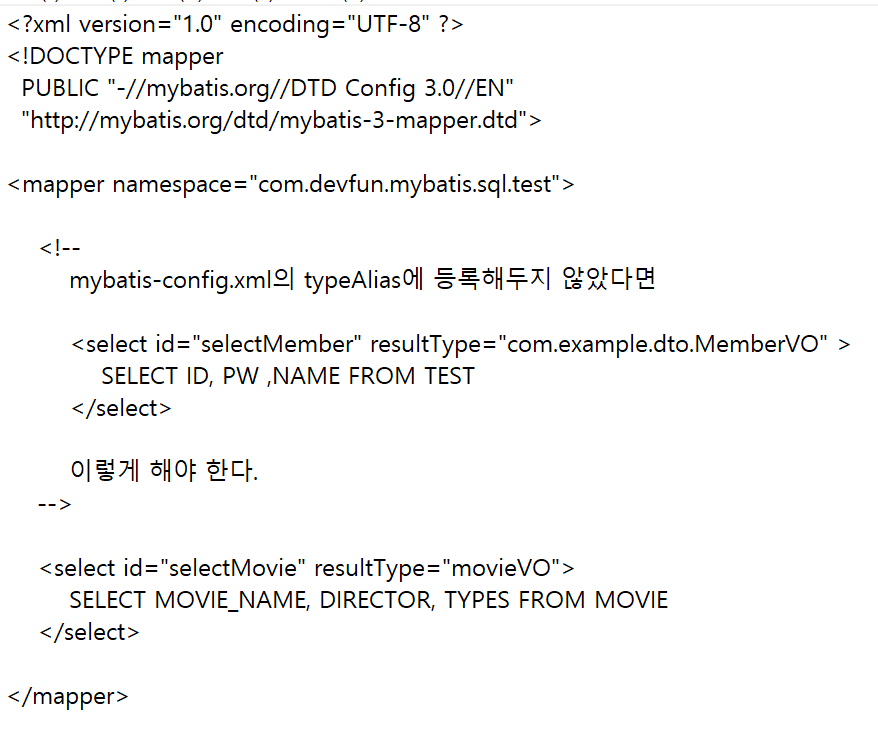 <?xml version="1.0" encoding="UTF-8" ?>
<!DOCTYPE mapper
PUBLIC "-//mybatis.org//DTD Config 3.0//EN"
"http://mybatis.org/dtd/mybatis-3-mapper.dtd">
<mapper namespace="com.devfun.mybatis.sql.test">
<!--
mybatis-config.xml의 typeAlias에 등록해두지 않았다면
<select id="selectMember" resultType="com.example.dto.MemberVO" >
SELECT ID, PW ,NAME FROM TEST
</select>
이렇게 해야 한다.
-->
<select id="selectMovie" resultType="movieVO">
SELECT MOVIE_NAME, DIRECTOR, TYPES FROM MOVIE
</select>
</mapper>